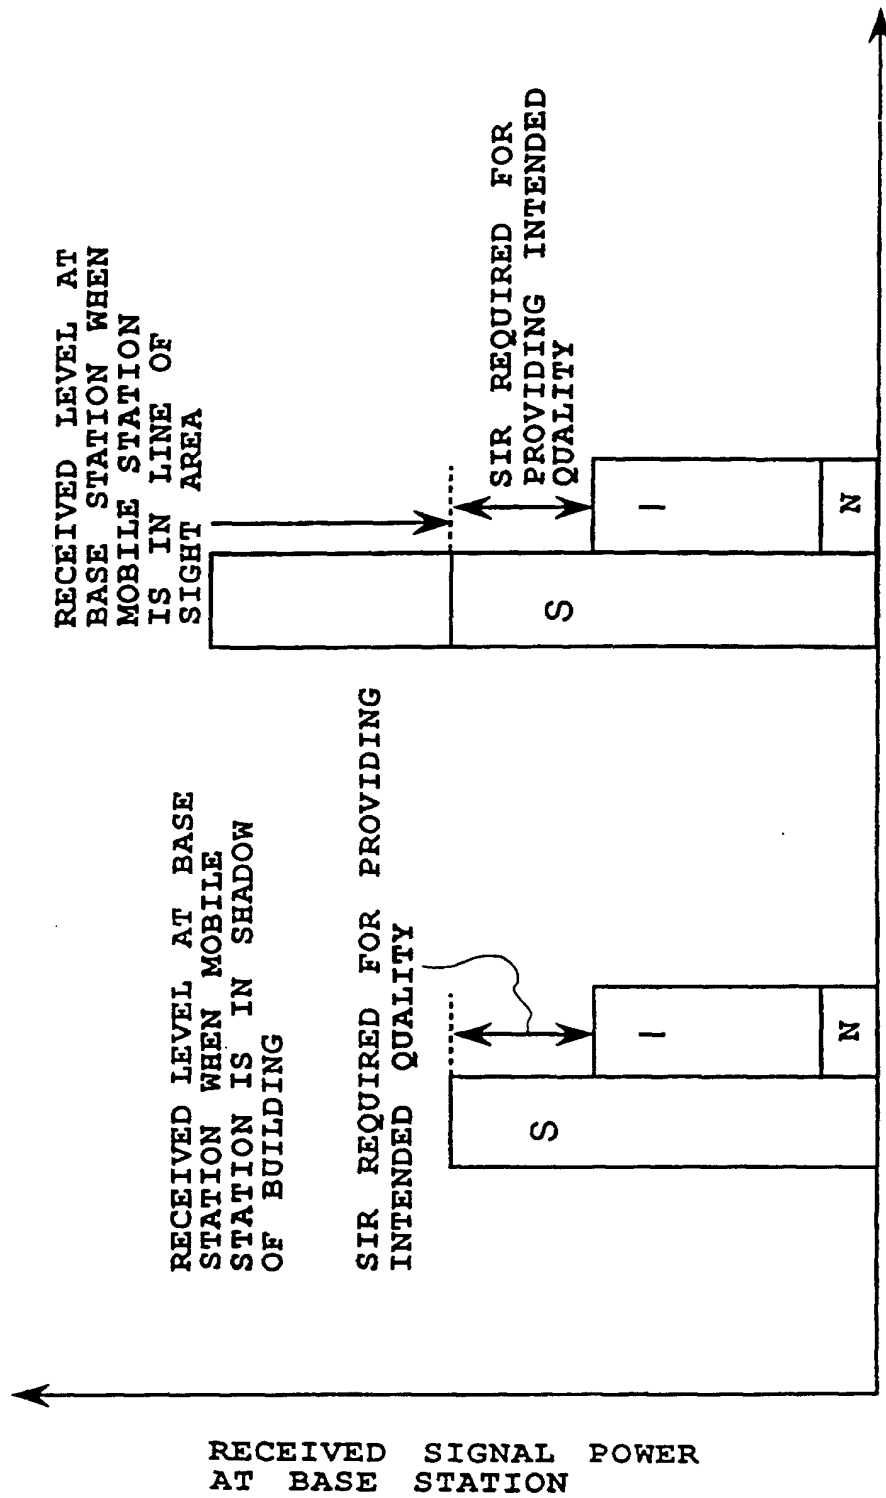 RECEIVED SIGNAL POWER
AT BASE STATION
RECEIVED LEVEL AT BASE
STATION WHEN MOBILE
STATION IS IN SHADOW
OF BUILDING
SIR REQUIRED FOR PROVIDING
INTENDED QUALITY
S
I
N
RECEIVED LEVEL AT
BASE STATION WHEN
MOBILE STATION
IS IN LINE OF
SIGHT AREA
SIR REQUIRED FOR
PROVIDING INTENDED
QUALITY
S
I
N